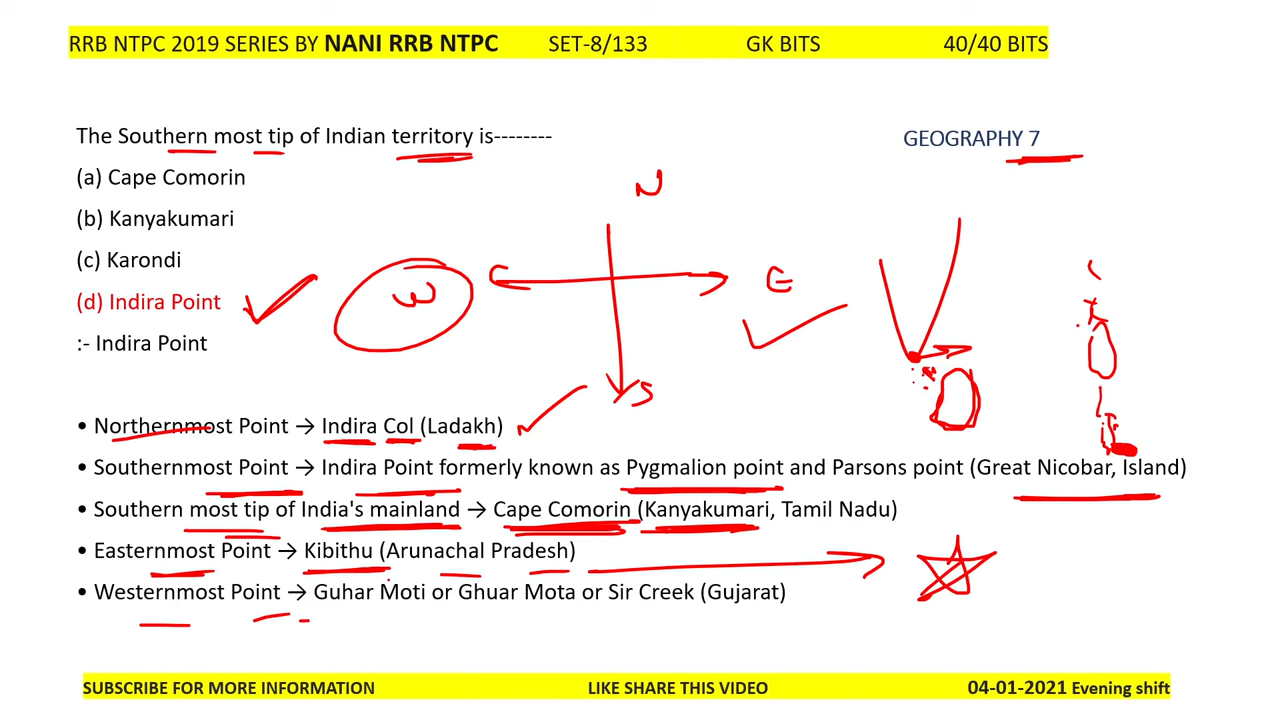 RRB NTPC 2019 SERIES BY NANI RRB NTPC SET-8/133 GK BITS 40/40 BITS
The Southern most tip of Indian territory is--------
GEOGRAPHY 7
(a) Cape Comorin
(b) Kanyakumari
(c) Karondi
(d) Indira Point
:- Indira Point
N
W
E
S
• Northernmost Point → Indira Col (Ladakh)
• Southernmost Point → Indira Point formerly known as Pygmalion point and Parsons point (Great Nicobar, Island)
• Southern most tip of India's mainland → Cape Comorin (Kanyakumari, Tamil Nadu)
• Easternmost Point → Kibithu (Arunachal Pradesh)
• Westernmost Point → Guhar Moti or Ghuar Mota or Sir Creek (Gujarat)
SUBSCRIBE FOR MORE INFORMATION LIKE SHARE THIS VIDEO 04-01-2021 Evening shift